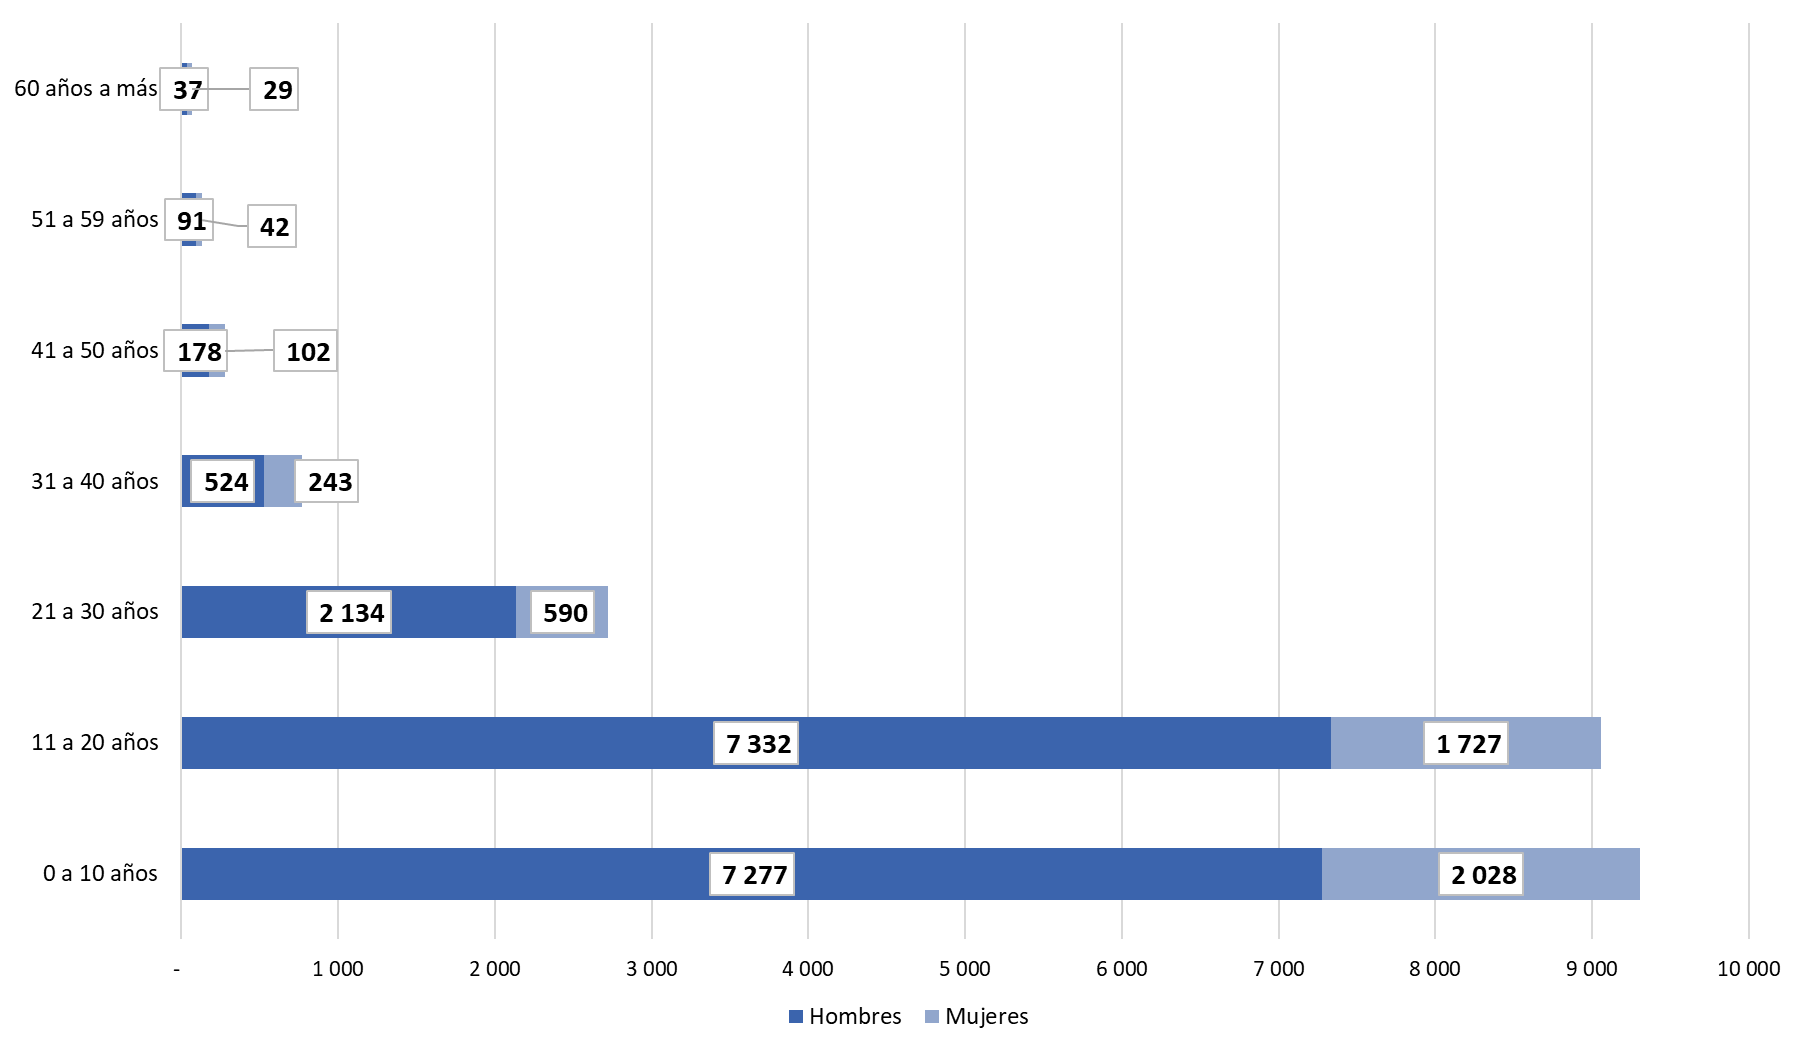 60 años a más 37 29
51 a 59 años 91 42
41 a 50 años 178 102
31 a 40 años 524 243
21 a 30 años 2 134 590
11 a 20 años 7 332 1 727
0 a 10 años 7 277 2 028
- 1 000 2 000 3 000 4 000 5 000 6 000 7 000 8 000 9 000 10 000
Hombres Mujeres